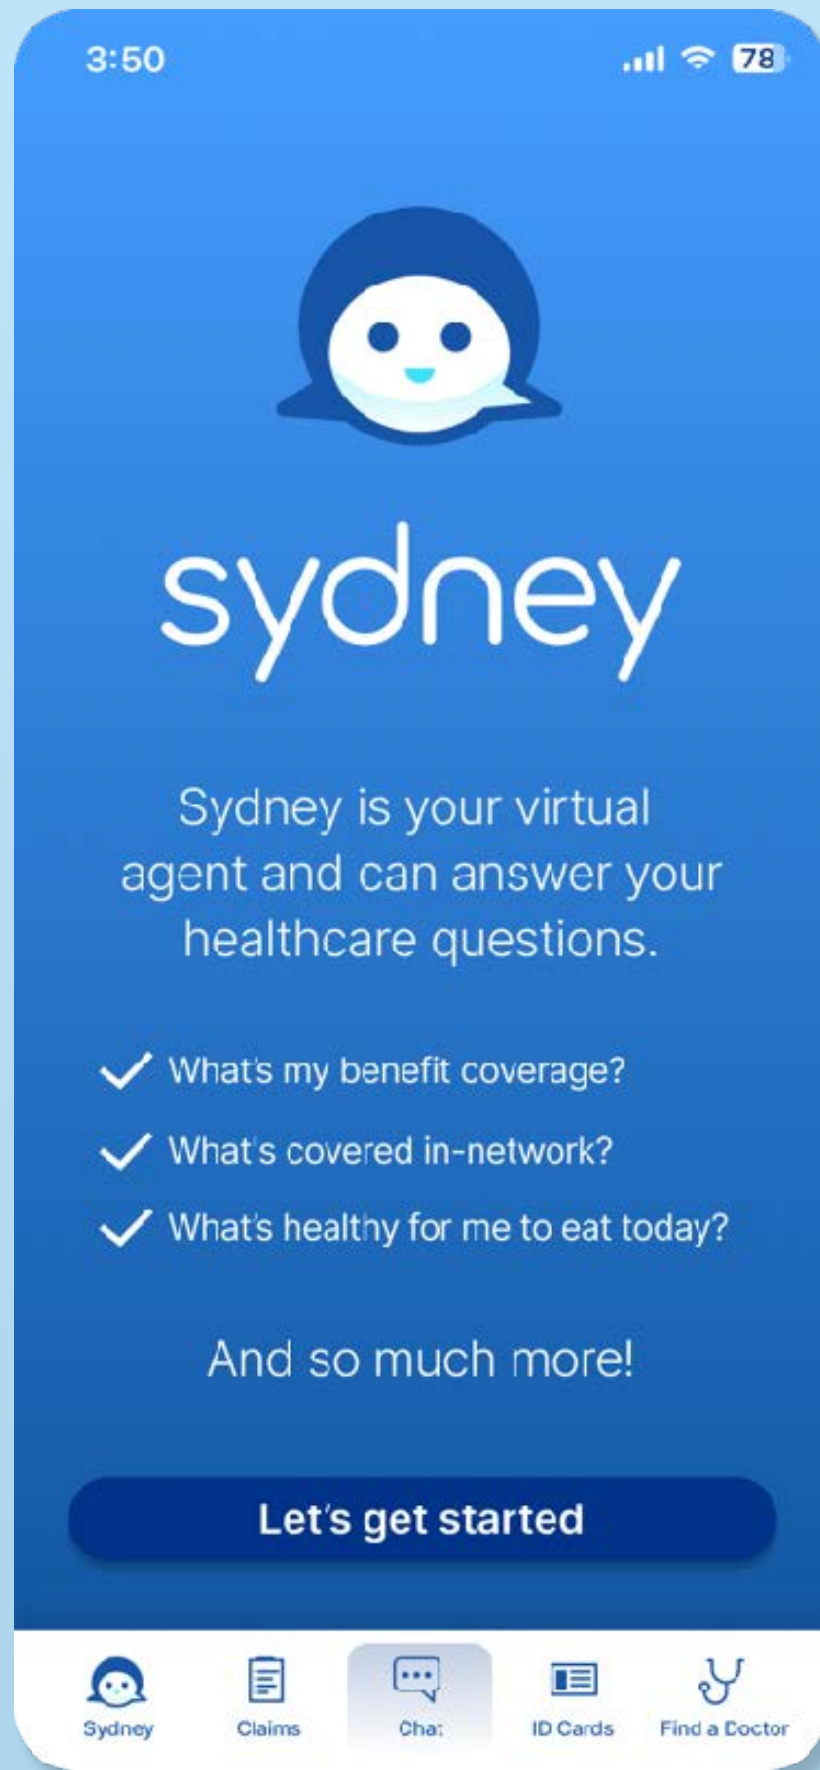 3:50
78
sydney
Sydney is your virtual
agent and can answer your
healthcare questions.
What's my benefit coverage?
What's covered in-network?
What's healthy for me to eat today?
And so much more!
Let's get started
Sydney
Claims
Chat
ID Cards
Find a Doctor